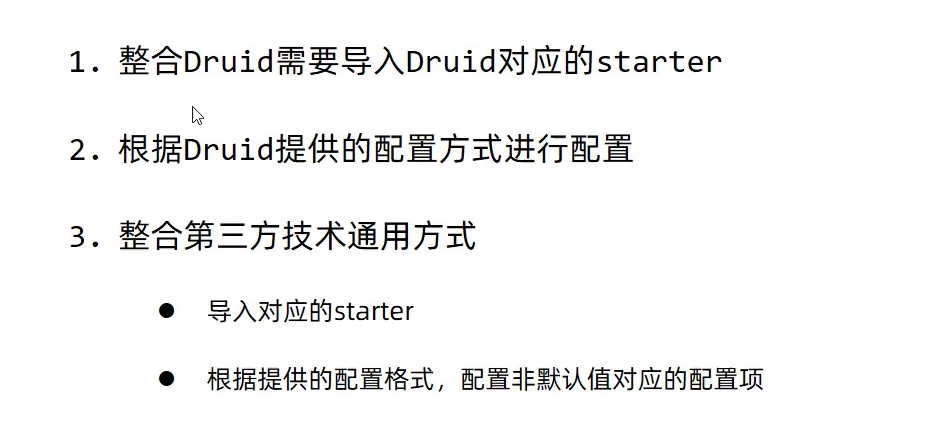 1. 整合Druid需要导入Druid对应的starter
2. 根据Druid提供的配置方式进行配置
3. 整合第三方技术通用方式
● 导入对应的starter
● 根据提供的配置格式，配置非默认值对应的配置项